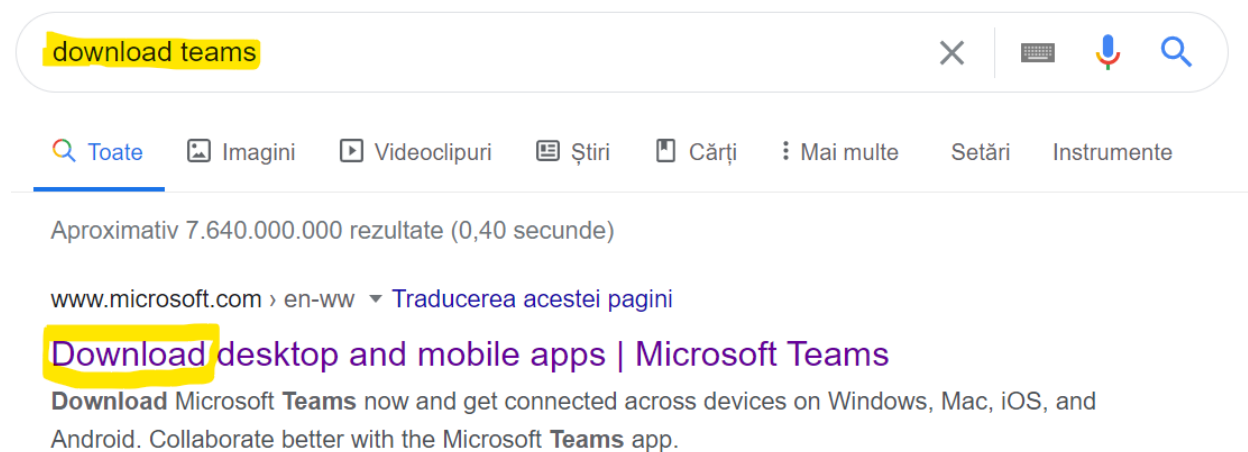 download teams
Toate Imagini Videoclipuri Știri Cărți Mai multe Setări Instrumente
Aproximativ 7.640.000.000 rezultate (0,40 secunde)
www.microsoft.com › en-ww Traducerea acestei pagini
Download desktop and mobile apps | Microsoft Teams
Download Microsoft Teams now and get connected across devices on Windows, Mac, iOS, and
Android. Collaborate better with the Microsoft Teams app.